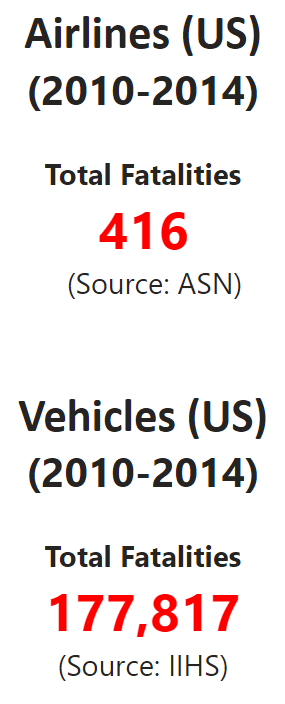 Airlines (US)
(2010-2014)
Total Fatalities
416
(Source: ASN)
Vehicles (US)
(2010-2014)
Total Fatalities
177,817
(Source: IIHS)